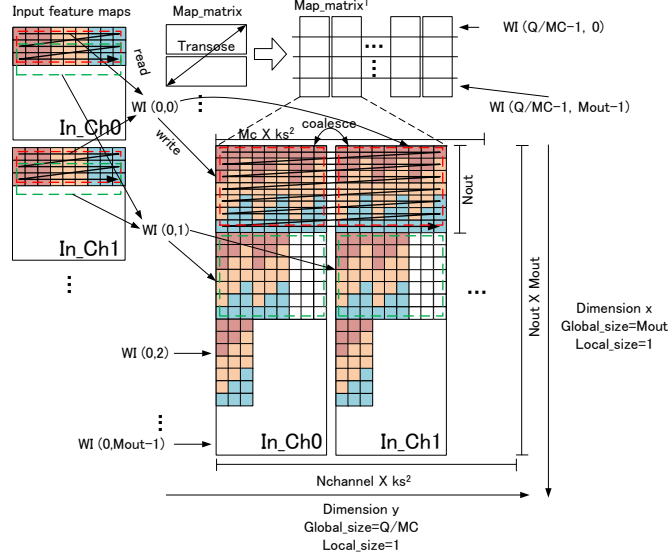 Input feature maps
Map_matrix
Map_matrixᵀ
Transose
WI (Q/MC-1, 0)
read
In_Ch0
WI (0,0)
WI (Q/MC-1, Mout-1)
write
coalesce
Mc X ks²
In_Ch1
WI (0,1)
Nout
Nout X Mout
Dimension x
Global_size=Mout
Local_size=1
WI (0,2)
WI (0,Mout-1)
In_Ch0
In_Ch1
Nchannel X ks²
Dimension y
Global_size=Q/MC
Local_size=1